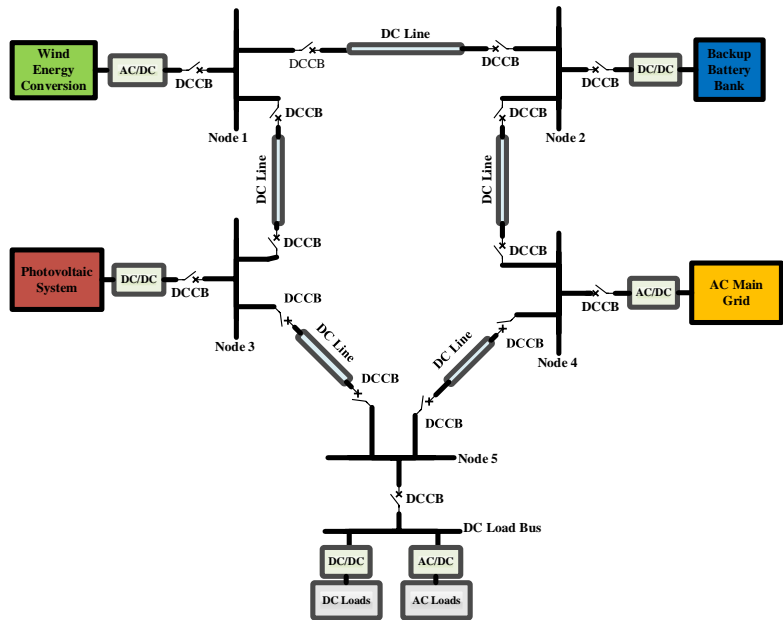 DC Line
Wind
Energy
Conversion
AC/DC
DCCB
DCCB
DCCB
DCCB
DC/DC
Backup
Battery
Bank
DCCB
DCCB
Node 1
Node 2
DC Line
DC Line
DCCB
DCCB
Photovoltaic
System
DC/DC
DCCB
AC/DC
AC Main
Grid
DCCB
DCCB
DCCB
Node 3
Node 4
DC Line
DC Line
DCCB
DCCB
Node 5
DCCB
DC Load Bus
DC/DC
AC/DC
DC Loads
AC Loads